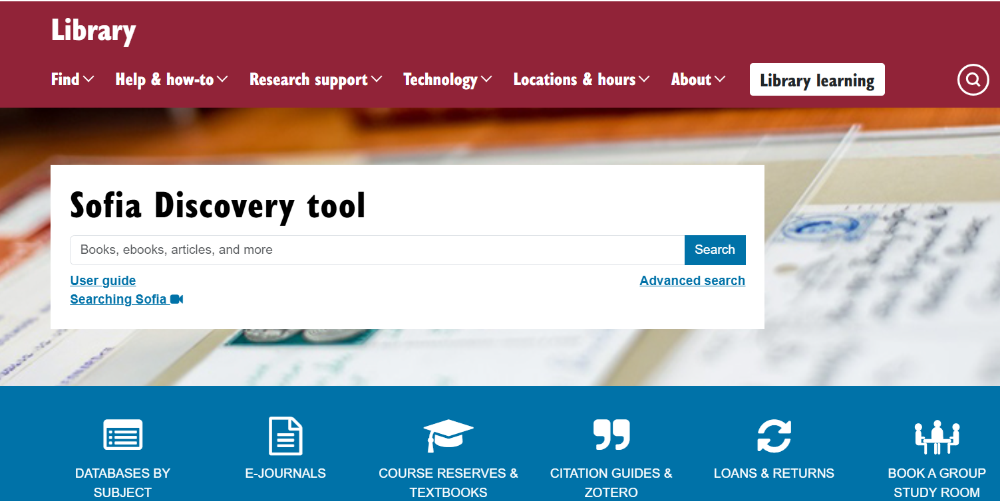 Library
Find Help & how-to Research support Technology Locations & hours About Library learning
Sofia Discovery tool
Books, ebooks, articles, and more Search
User guide Advanced search
Searching Sofia
DATABASES BY SUBJECT
E-JOURNALS
COURSE RESERVES & TEXTBOOKS
CITATION GUIDES & ZOTERO
LOANS & RETURNS
BOOK A GROUP STUDY ROOM